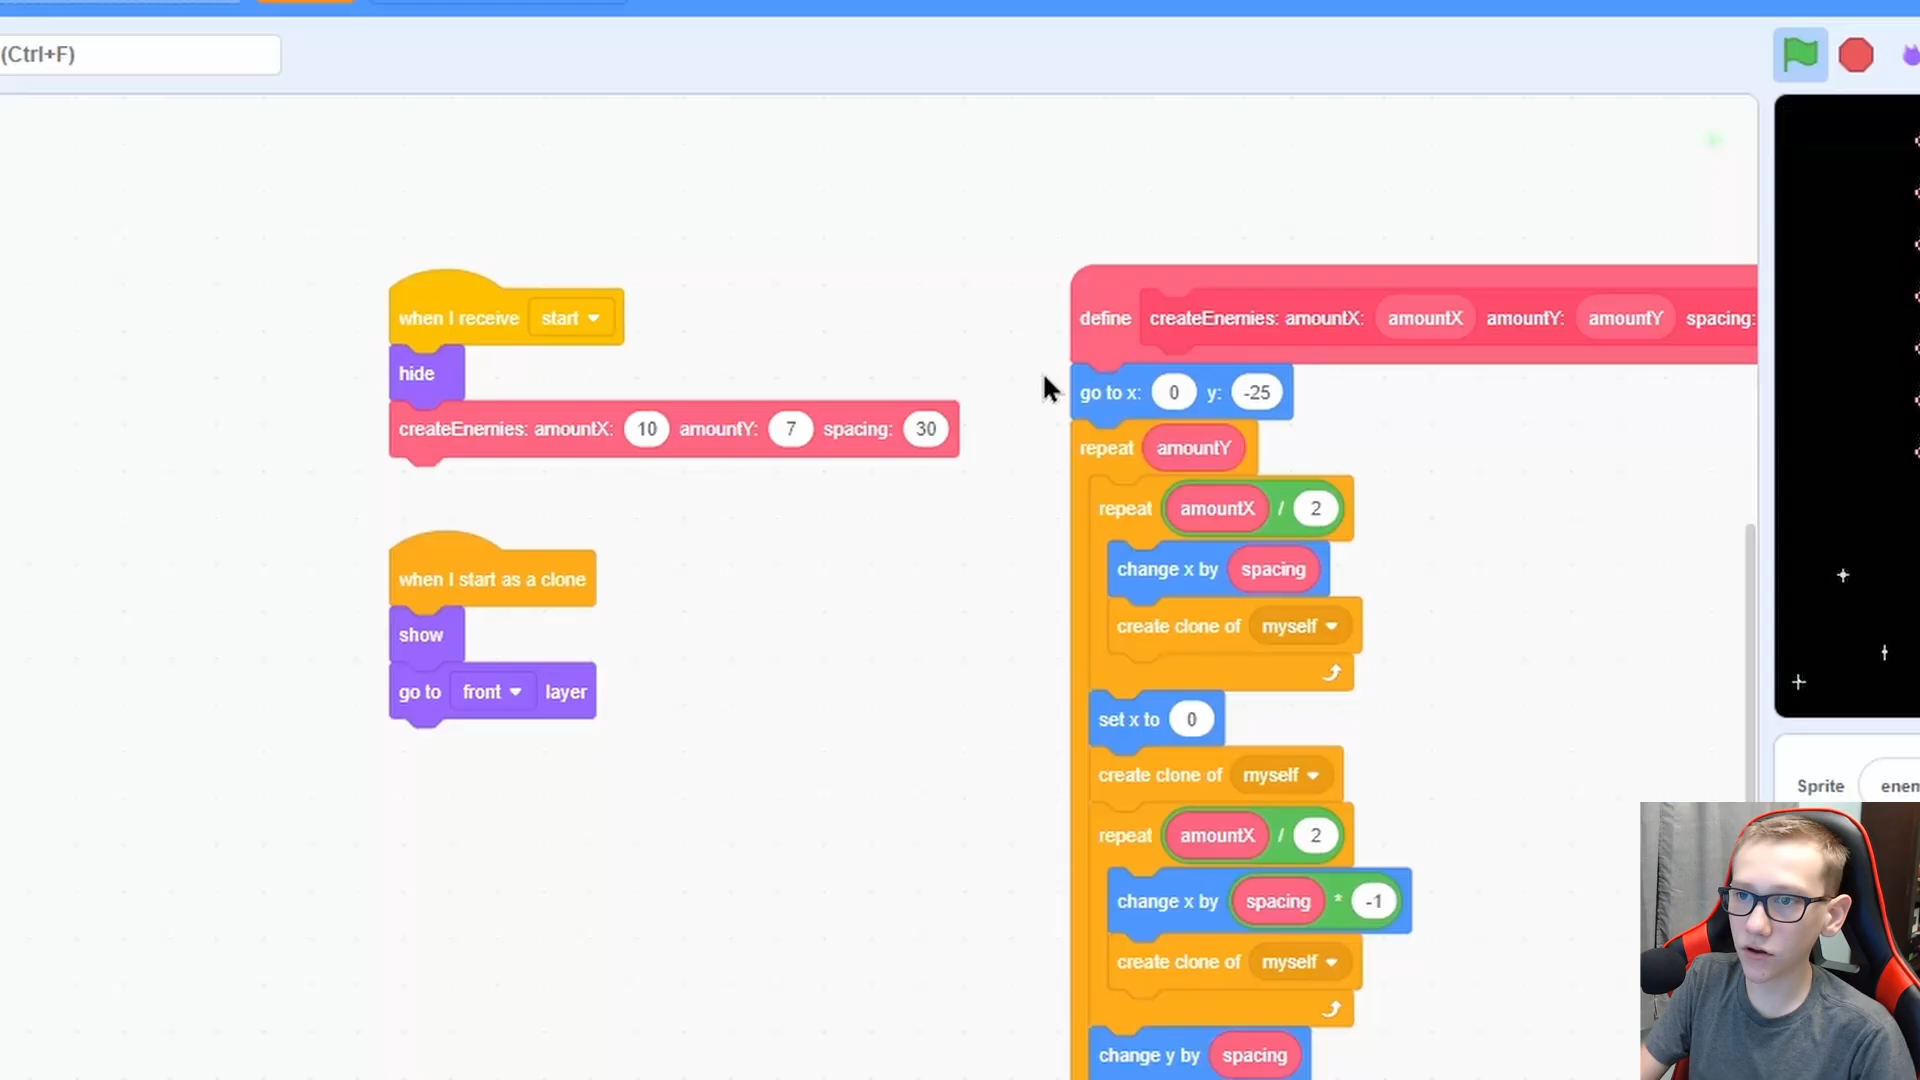 (Ctrl+F)
when I receive start
hide
createEnemies: amountX: 10 amountY: 7 spacing: 30
when I start as a clone
show
go to front layer
define createEnemies: amountX: amountX amountY: amountY spacing:
go to x: 0 y: -25
repeat amountY
repeat amountX / 2
change x by spacing
create clone of myself
set x to 0
create clone of myself
repeat amountX / 2
change x by spacing * -1
create clone of myself
change y by spacing
Sprite enem